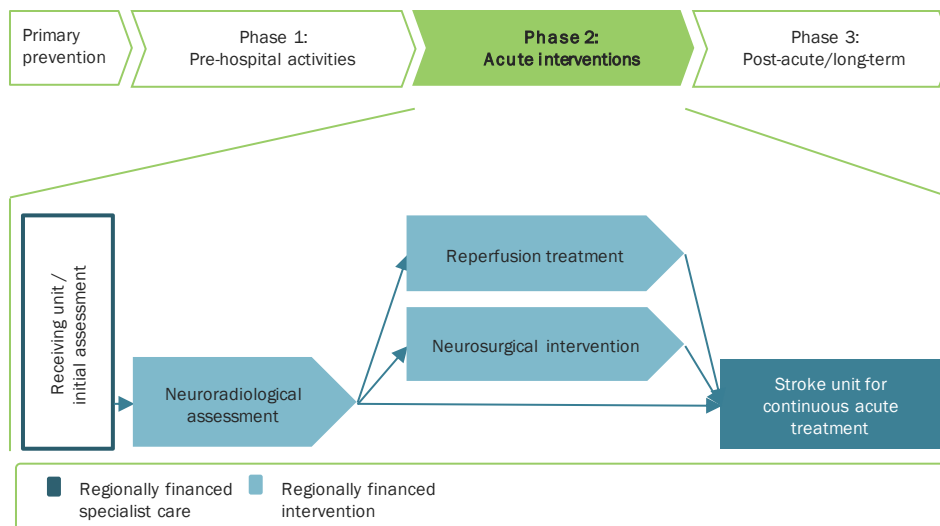 Primary
prevention
Phase 1:
Pre-hospital activities
Phase 2:
Acute interventions
Phase 3:
Post-acute/long-term
Receiving unit /
initial assessment
Neuroradiological
assessment
Reperfusion treatment
Neurosurgical intervention
Stroke unit for
continuous acute
treatment
Regionally financed
specialist care
Regionally financed
intervention